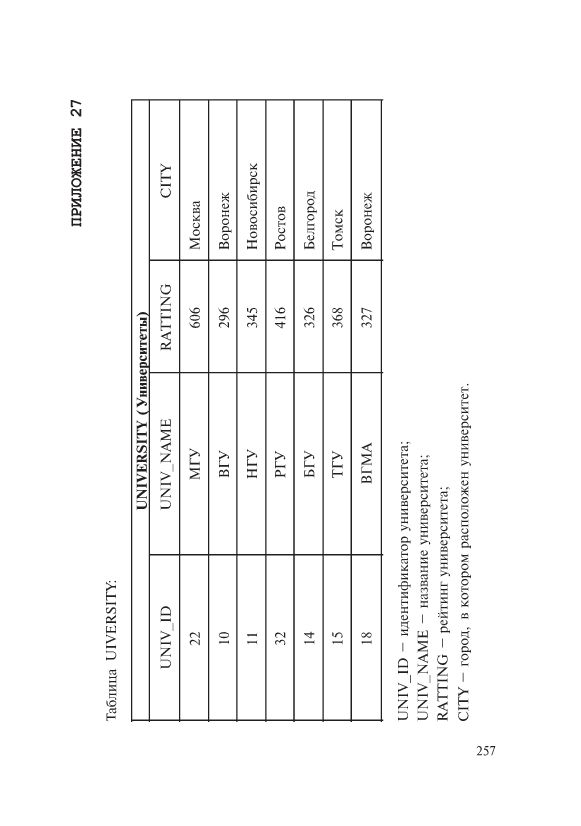 ПРИЛОЖЕНИЕ 27
Таблица UIVERSITY:
UNIVERSITY (Университеты)
UNIV_ID UNIV_NAME RATTING CITY
22 МГУ 606 Москва
10 ВГУ 296 Воронеж
11 НГУ 345 Новосибирск
32 РГУ 416 Ростов
14 БГУ 326 Белгород
15 ТГУ 368 Томск
18 ВГМА 327 Воронеж
UNIV_ID – идентификатор университета;
UNIV_NAME – название университета;
RATTING – рейтинг университета;
CITY – город, в котором расположен университет.
257